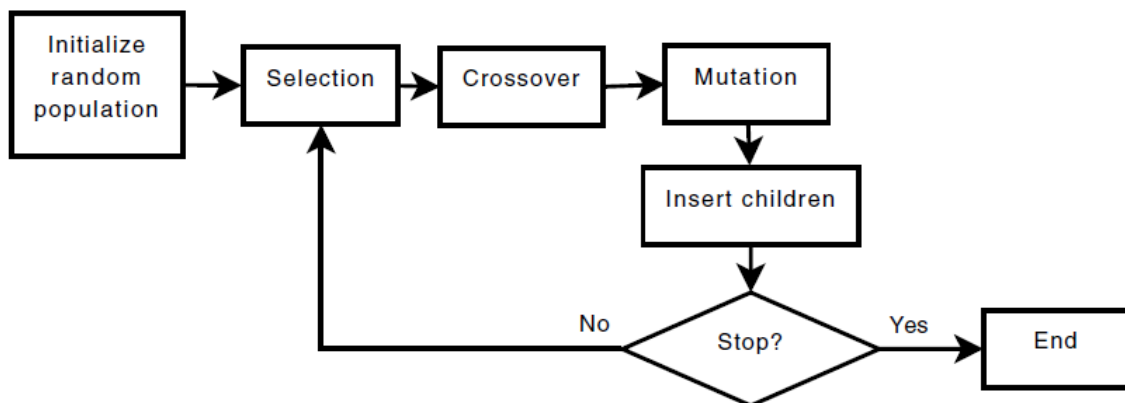 Initialize
random
population
Selection
Crossover
Mutation
Insert children
Stop?
No
Yes
End